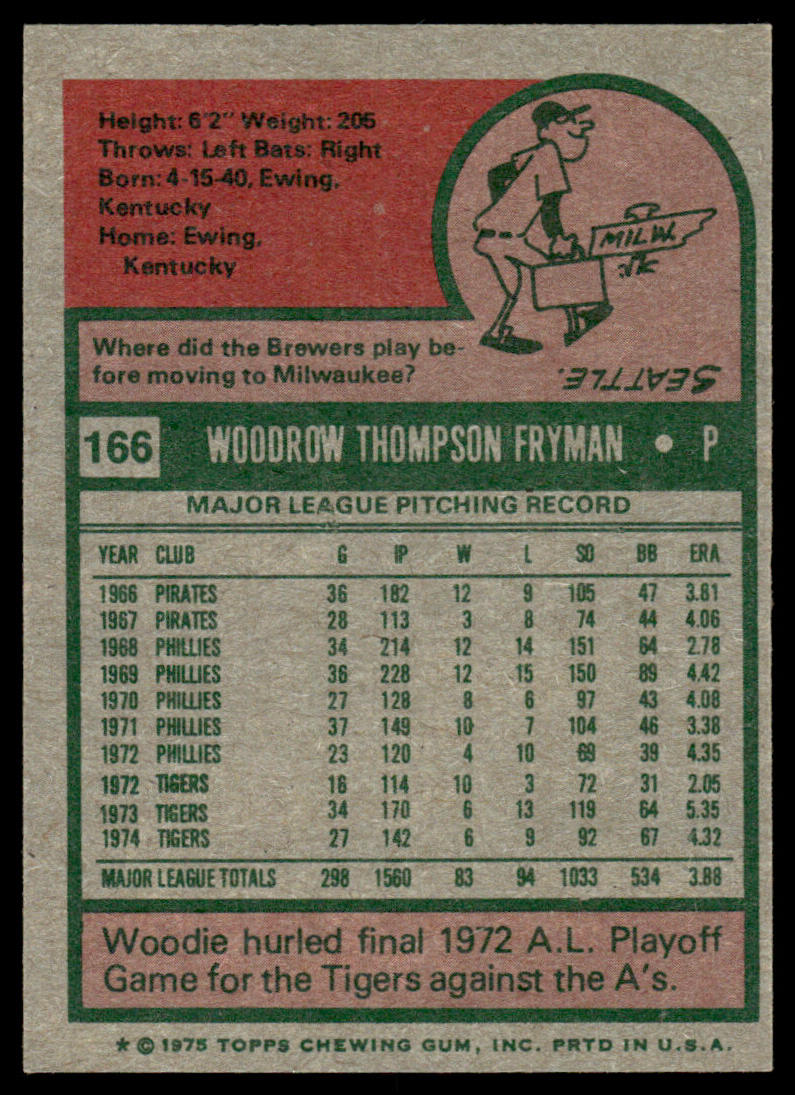 Height: 6'2" Weight: 205
Throws: Left Bats: Right
Born: 4-15-40, Ewing,
Kentucky
Home: Ewing,
Kentucky
MILW.
Where did the Brewers play be-
fore moving to Milwaukee?
SEATTLE.
166 WOODROW THOMPSON FRYMAN • P
MAJOR LEAGUE PITCHING RECORD
YEAR CLUB G IP W L SO BB ERA
1966 PIRATES 36 182 12 9 105 47 3.81
1967 PIRATES 28 113 3 8 74 44 4.06
1968 PHILLIES 34 214 12 14 151 64 2.78
1969 PHILLIES 36 228 12 15 150 89 4.42
1970 PHILLIES 27 128 8 6 97 43 4.08
1971 PHILLIES 37 149 10 7 104 46 3.38
1972 PHILLIES 23 120 4 10 69 39 4.35
1972 TIGERS 16 114 10 3 72 31 2.05
1973 TIGERS 34 170 6 13 119 64 5.35
1974 TIGERS 27 142 6 9 92 67 4.32
MAJOR LEAGUE TOTALS 298 1560 83 94 1033 534 3.88
Woodie hurled final 1972 A.L. Playoff
Game for the Tigers against the A's.
* © 1975 TOPPS CHEWING GUM, INC. PRTD IN U.S.A.